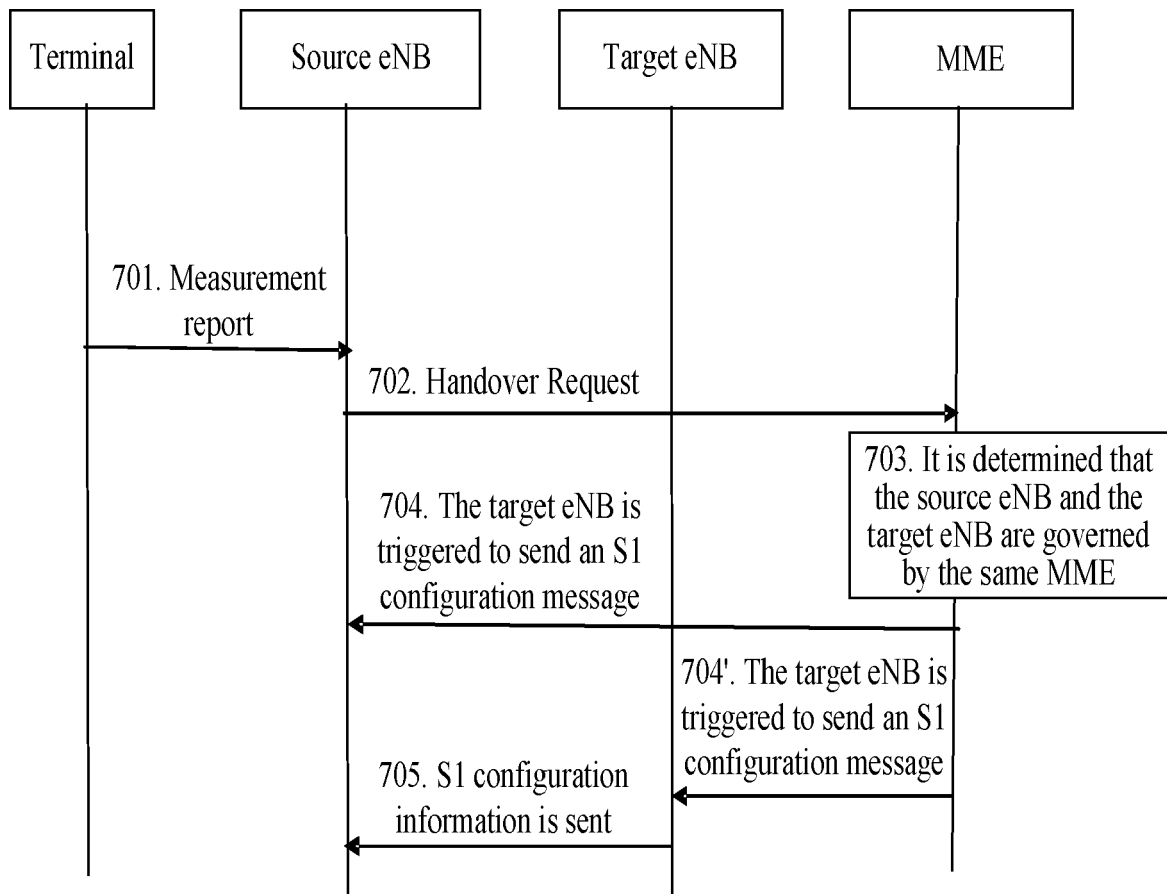 Terminal
Source eNB
Target eNB
MME
701. Measurement
report
702. Handover Request
703. It is determined that
the source eNB and the
target eNB are governed
by the same MME
704. The target eNB is
triggered to send an S1
configuration message
704'. The target eNB is
triggered to send an S1
configuration message
705. S1 configuration
information is sent